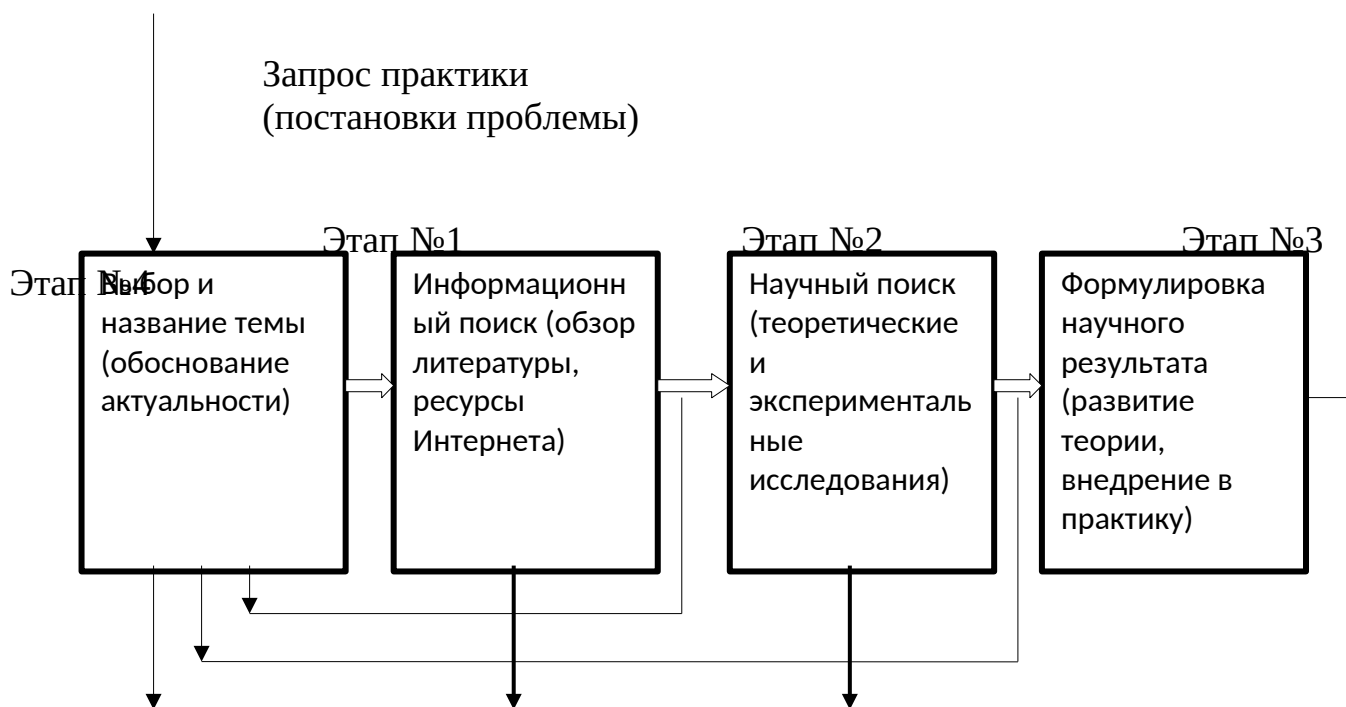 Запрос практики
(постановки проблемы)
Этап №1
Этап №2
Этап №3
Этап №4
Выбор и
название темы
(обоснование
актуальности)
Информационн
ый поиск (обзор
литературы,
ресурсы
Интернета)
Научный поиск
(теоретические
и
эксперименталь
ные
исследования)
Формулировка
научного
результата
(развитие
теории,
внедрение в
практику)